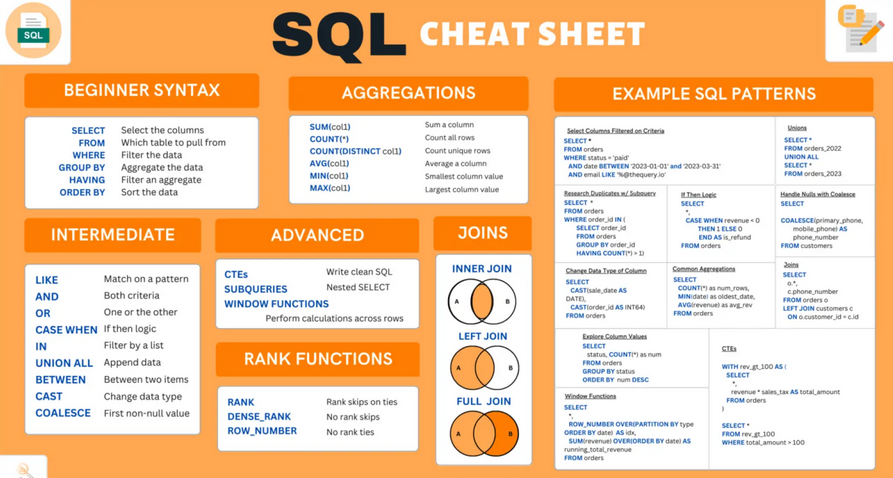 SQL
SQL CHEAT SHEET
BEGINNER SYNTAX
SELECT Select the columns
FROM Which table to pull from
WHERE Filter the data
GROUP BY Aggregate the data
HAVING Filter an aggregate
ORDER BY Sort the data
AGGREGATIONS
SUM(col1) Sum a column
COUNT(*) Count all rows
COUNT(DISTINCT col1) Count unique rows
AVG(col1) Average a column
MIN(col1) Smallest column value
MAX(col1) Largest column value
INTERMEDIATE
LIKE Match on a pattern
AND Both criteria
OR One or the other
CASE WHEN If then logic
IN Filter by a list
UNION ALL Append data
BETWEEN Between two items
CAST Change data type
COALESCE First non-null value
ADVANCED
CTEs Write clean SQL
SUBQUERIES Nested SELECT
WINDOW FUNCTIONS
Perform calculations across rows
RANK FUNCTIONS
RANK Rank skips on ties
DENSE_RANK No rank skips
ROW_NUMBER No rank ties
JOINS
INNER JOIN
A B
LEFT JOIN
A B
FULL JOIN
A B
EXAMPLE SQL PATTERNS
Select Columns Filtered on Criteria
SELECT *
FROM orders
WHERE status = 'paid'
AND date BETWEEN '2023-01-01' and '2023-03-31'
AND email LIKE '%@thequery.io'
Unions
SELECT *
FROM orders_2022
UNION ALL
SELECT *
FROM orders_2023
Research Duplicates w/ Subquery
SELECT *
FROM orders
WHERE order_id IN (
SELECT order_id
FROM orders
GROUP BY order_id
HAVING COUNT(*) > 1)
If Then Logic
SELECT
*,
CASE WHEN revenue < 0
THEN 1 ELSE 0
END AS is_refund
FROM orders
Handle Nulls with Coalesce
SELECT
COALESCE(primary_phone,
mobile_phone) AS
phone_number
FROM customers
Change Data Type of Column
SELECT
CAST(sale_date AS
DATE),
CAST(order_id AS INT64)
FROM orders
Common Aggregations
SELECT
COUNT(*) as num_rows,
MIN(date) as oldest_date,
AVG(revenue) as avg_rev
FROM orders
Joins
SELECT
o.*,
c.phone_number
FROM orders o
LEFT JOIN customers c
ON o.customer_id = c.id
Explore Column Values
SELECT
status, COUNT(*) as num
FROM orders
GROUP BY status
ORDER BY num DESC
CTEs
WITH rev_gt_100 AS (
SELECT
*,
revenue * sales_tax AS total_amount
FROM orders
)
SELECT *
FROM rev_gt_100
WHERE total_amount > 100
Window Functions
SELECT
*,
ROW_NUMBER OVER(PARTITION BY type
ORDER BY date) AS idx,
SUM(revenue) OVER(ORDER BY date) AS
running_total_revenue
FROM orders